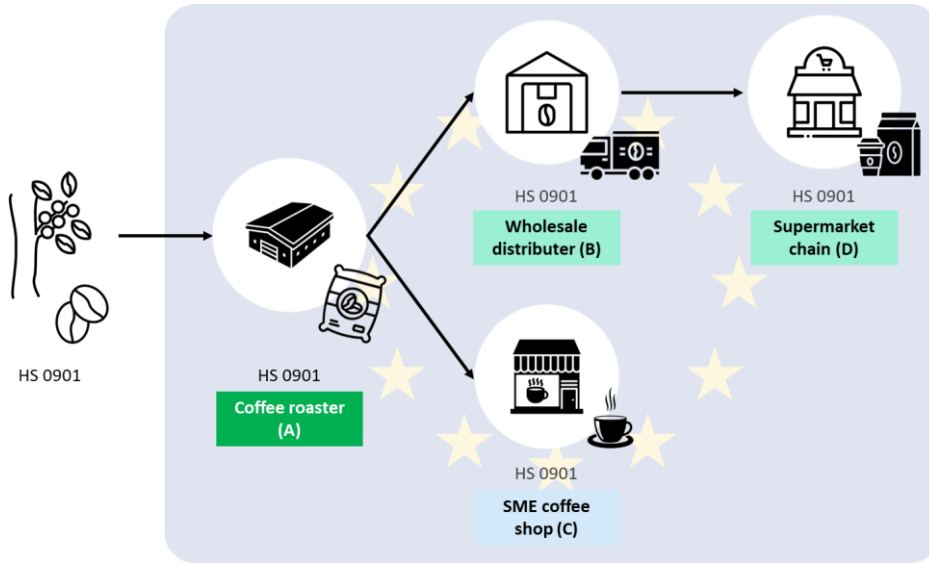 HS 0901
HS 0901
Coffee roaster
(A)
HS 0901
Wholesale
distributer (B)
HS 0901
Supermarket
chain (D)
HS 0901
SME coffee
shop (C)